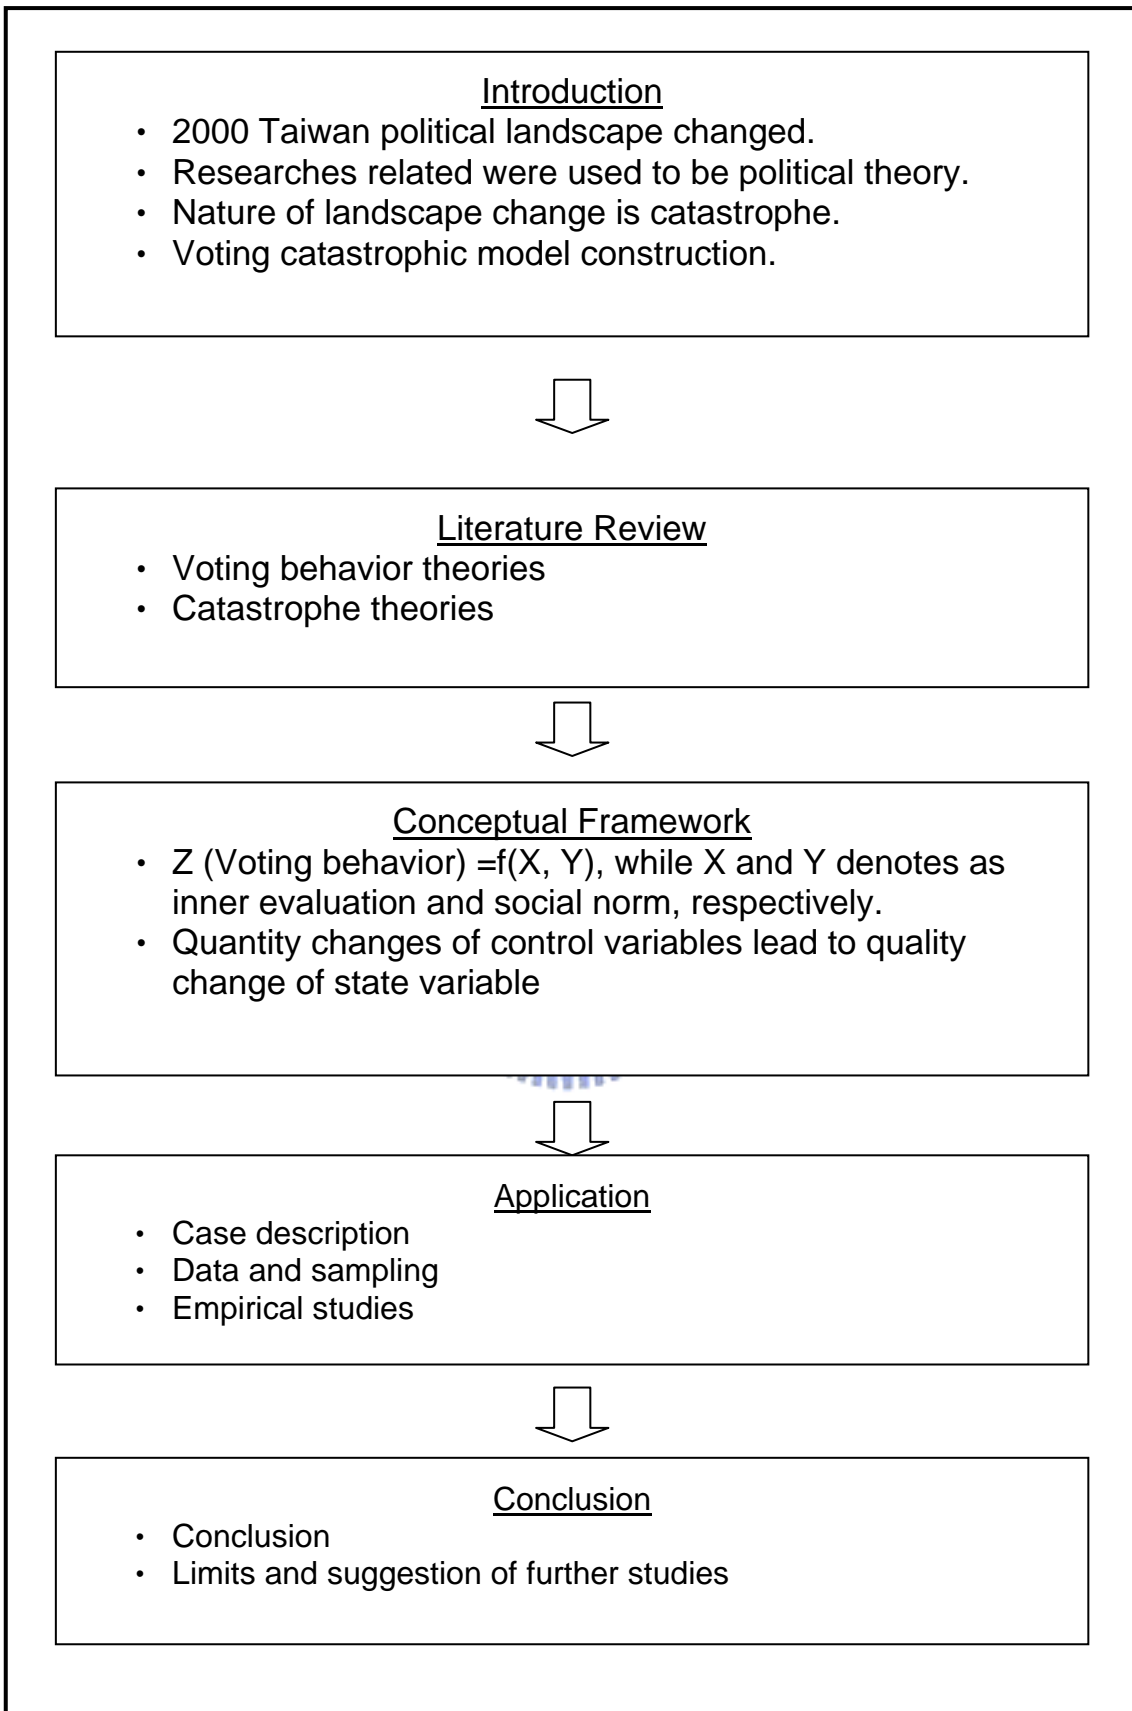 Introduction
• 2000 Taiwan political landscape changed.
• Researches related were used to be political theory.
• Nature of landscape change is catastrophe.
• Voting catastrophic model construction.
Literature Review
• Voting behavior theories
• Catastrophe theories
Conceptual Framework
• Z (Voting behavior) =f(X, Y), while X and Y denotes as
inner evaluation and social norm, respectively.
• Quantity changes of control variables lead to quality
change of state variable
Application
• Case description
• Data and sampling
• Empirical studies
Conclusion
• Conclusion
• Limits and suggestion of further studies